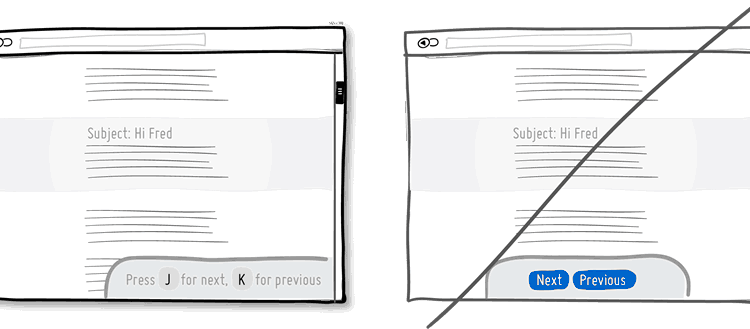 Subject: Hi Fred
Press J for next, K for previous
Subject: Hi Fred
Next Previous